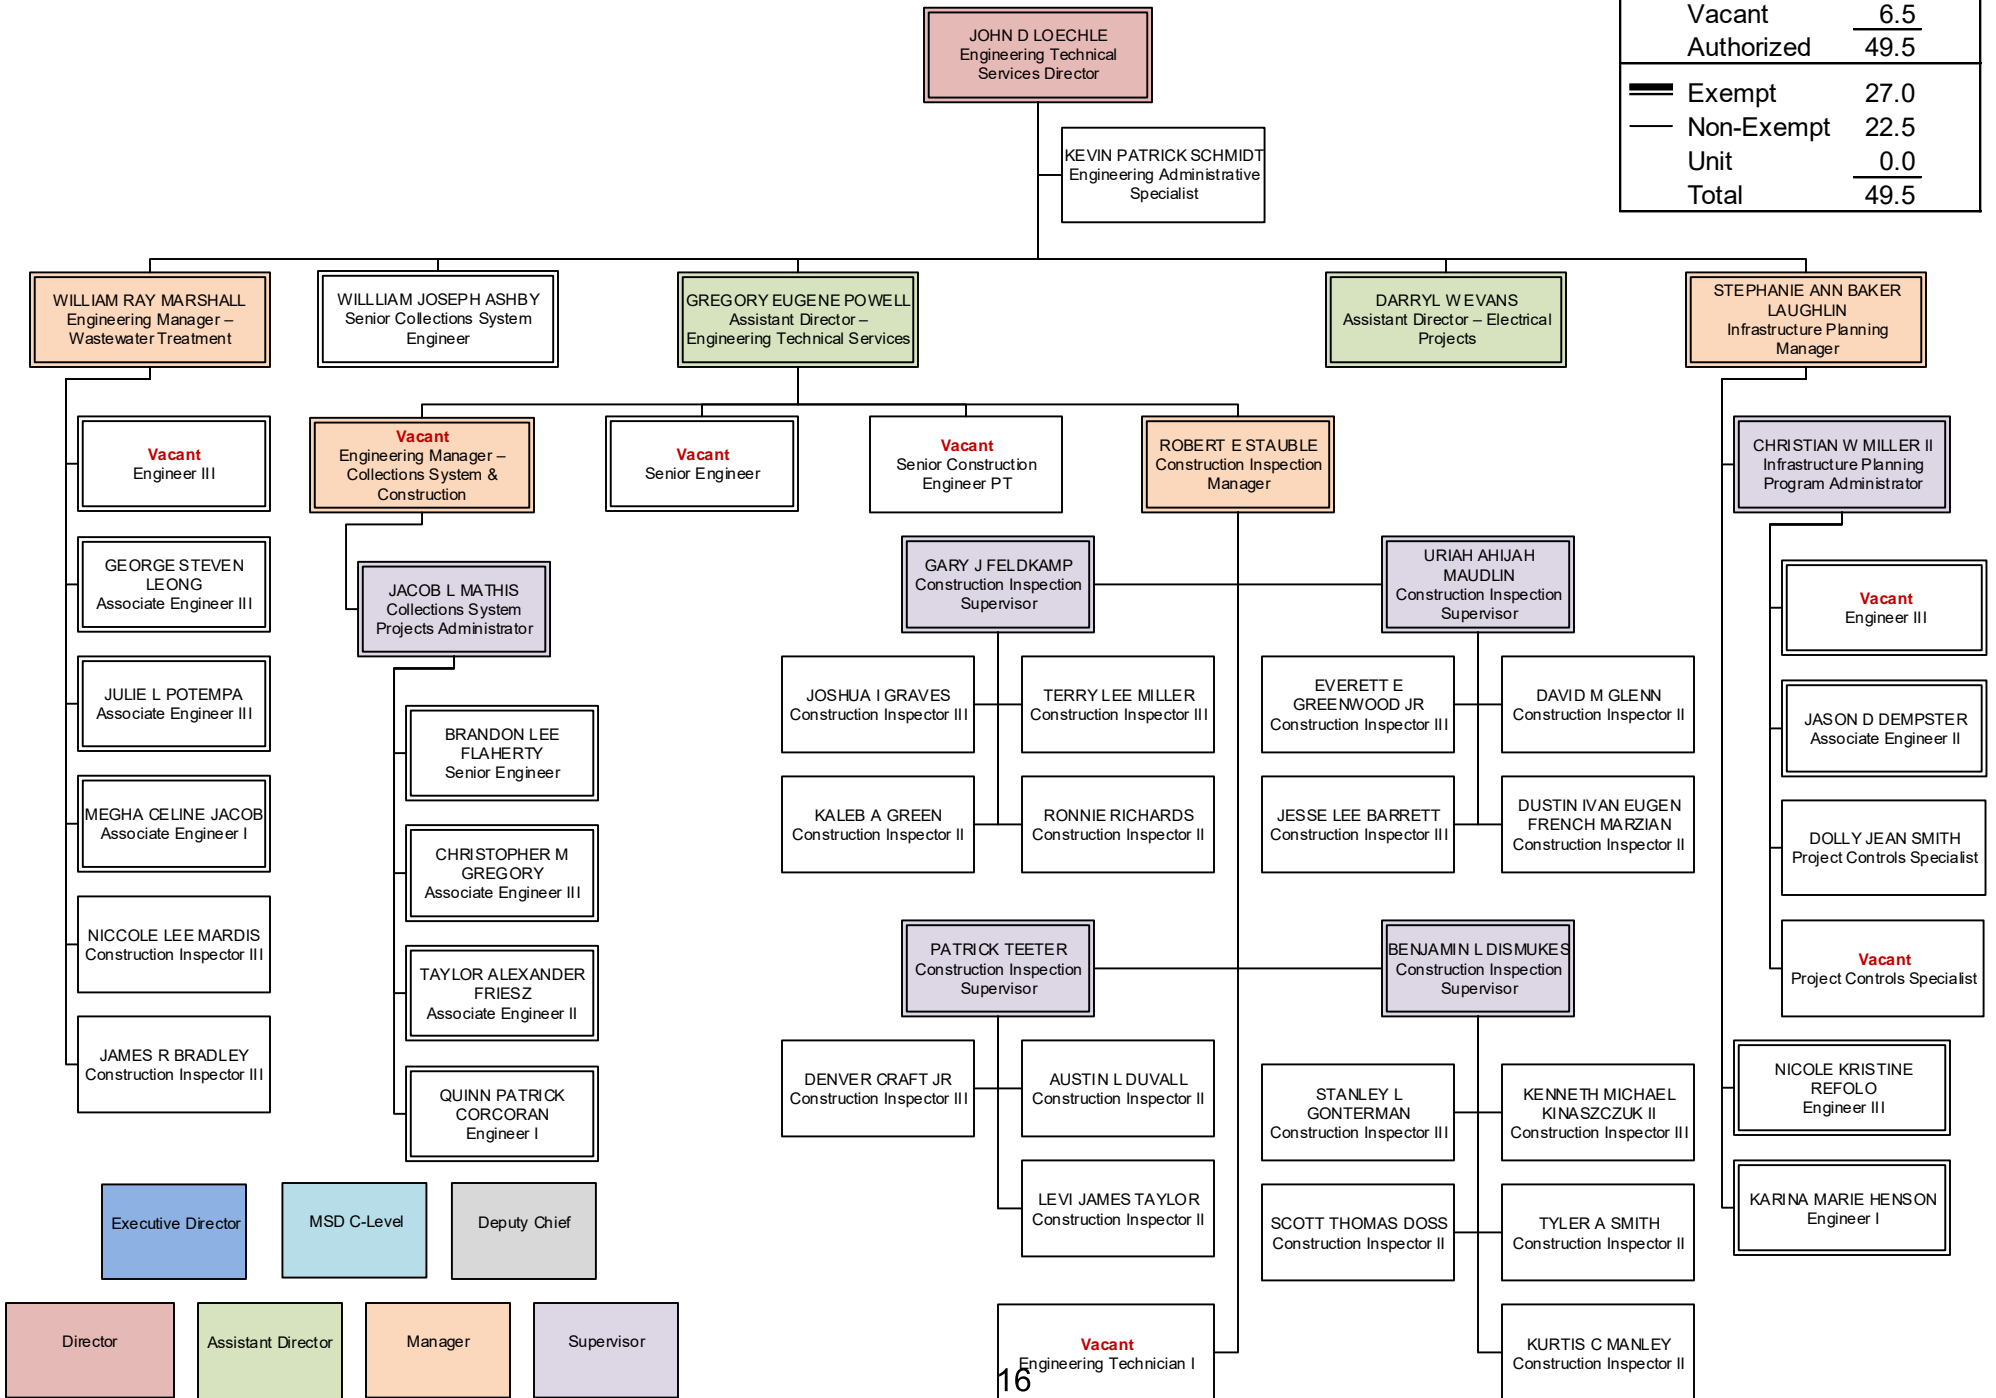 Vacant 6.5
Authorized 49.5
Exempt 27.0
Non-Exempt 22.5
Unit 0.0
Total 49.5
JOHN D LOECHLE
Engineering Technical
Services Director
KEVIN PATRICK SCHMIDT
Engineering Administrative
Specialist
WILLIAM RAY MARSHALL
Engineering Manager –
Wastewater Treatment
WILLLIAM JOSEPH ASHBY
Senior Collections System
Engineer
GREGORY EUGENE POWELL
Assistant Director –
Engineering Technical Services
DARRYL W EVANS
Assistant Director – Electrical
Projects
STEPHANIE ANN BAKER
LAUGHLIN
Infrastructure Planning
Manager
Vacant
Engineer III
GEORGE STEVEN
LEONG
Associate Engineer III
JULIE L POTEMPA
Associate Engineer III
MEGHA CELINE JACOB
Associate Engineer I
NICCOLE LEE MARDIS
Construction Inspector III
JAMES R BRADLEY
Construction Inspector III
Vacant
Engineering Manager –
Collections System &
Construction
JACOB L MATHIS
Collections System
Projects Administrator
BRANDON LEE
FLAHERTY
Senior Engineer
CHRISTOPHER M
GREGORY
Associate Engineer III
TAYLOR ALEXANDER
FRIESZ
Associate Engineer II
QUINN PATRICK
CORCORAN
Engineer I
Vacant
Senior Engineer
Vacant
Senior Construction
Engineer PT
ROBERT E STAUBLE
Construction Inspection
Manager
GARY J FELDKAMP
Construction Inspection
Supervisor
URIAH AHIJAH
MAUDLIN
Construction Inspection
Supervisor
JOSHUA I GRAVES
Construction Inspector III
TERRY LEE MILLER
Construction Inspector III
KALEB A GREEN
Construction Inspector II
RONNIE RICHARDS
Construction Inspector II
EVERETT E
GREENWOOD JR
Construction Inspector III
DAVID M GLENN
Construction Inspector II
JESSE LEE BARRETT
Construction Inspector III
DUSTIN IVAN EUGEN
FRENCH MARZIAN
Construction Inspector II
PATRICK TEETER
Construction Inspection
Supervisor
BENJAMIN L DISMUKES
Construction Inspection
Supervisor
DENVER CRAFT JR
Construction Inspector III
AUSTIN L DUVALL
Construction Inspector II
LEVI JAMES TAYLOR
Construction Inspector II
STANLEY L
GONTERMAN
Construction Inspector III
KENNETH MICHAEL
KINASZCZUK II
Construction Inspector III
SCOTT THOMAS DOSS
Construction Inspector II
TYLER A SMITH
Construction Inspector II
KURTIS C MANLEY
Construction Inspector II
Vacant
Engineering Technician I
CHRISTIAN W MILLER II
Infrastructure Planning
Program Administrator
Vacant
Engineer III
JASON D DEMPSTER
Associate Engineer II
DOLLY JEAN SMITH
Project Controls Specialist
Vacant
Project Controls Specialist
NICOLE KRISTINE
REFOLO
Engineer III
KARINA MARIE HENSON
Engineer I
Executive Director
MSD C-Level
Deputy Chief
Director
Assistant Director
Manager
Supervisor
16